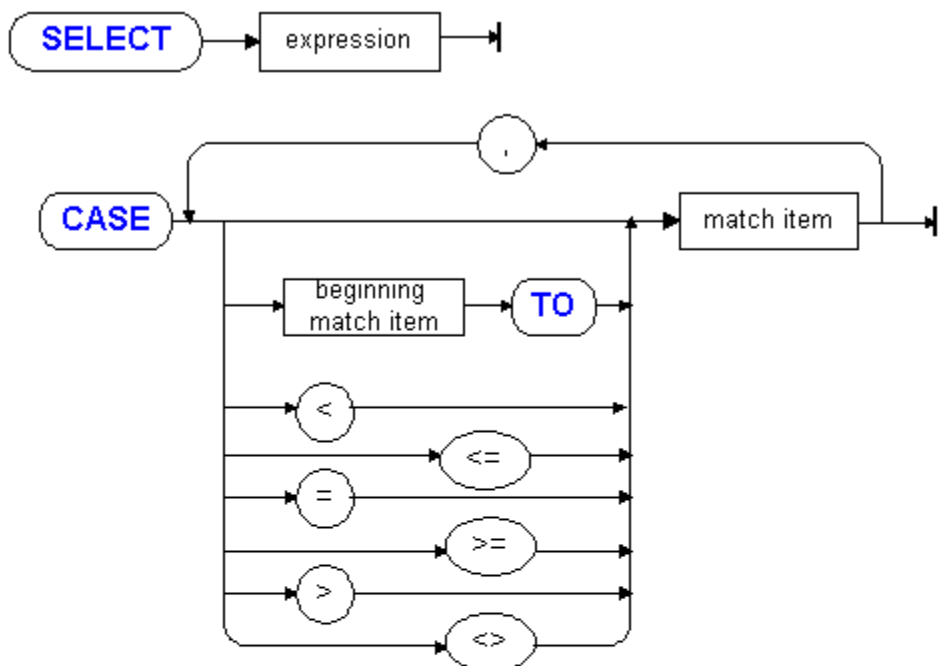 SELECT expression
,
CASE match item
beginning
match item TO
<
<=
=
>=
>
<>